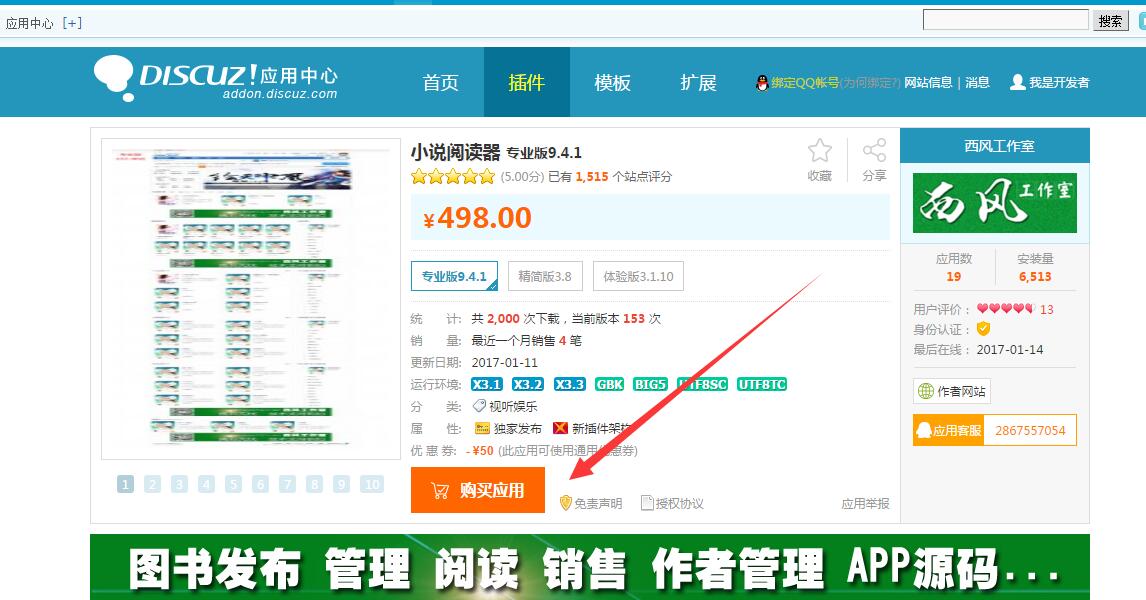 应用中心 [+]
搜索
DISCUZ!应用中心
addon.discuz.com
首页
插件
模板
扩展
绑定QQ帐号(为何绑定?) 网站信息 | 消息
我是开发者
小说阅读器 专业版9.4.1
(5.00分) 已有 1,515 个站点评分
收藏
分享
¥498.00
专业版9.4.1
精简版3.8
体验版3.1.10
统 计: 共 2,000 次下载，当前版本 153 次
销 量: 最近一个月销售 4 笔
更新日期: 2017-01-11
运行环境: X3.1 X3.2 X3.3 GBK BIG5 UTF8SC UTF8TC
分 类: 视听娱乐
属 性: 独家发布 新插件架构
优 惠 券: -¥50 (此应用可使用通用优惠券)
购买应用
免责声明
授权协议
应用举报
1 2 3 4 5 6 7 8 9 10
西风工作室
西风工作室
应用数
安装量
19
6,513
用户评价： 13
身份认证：
最后在线： 2017-01-14
作者网站
应用客服 2867557054
图书发布 管理 阅读 销售 作者管理 APP源码...